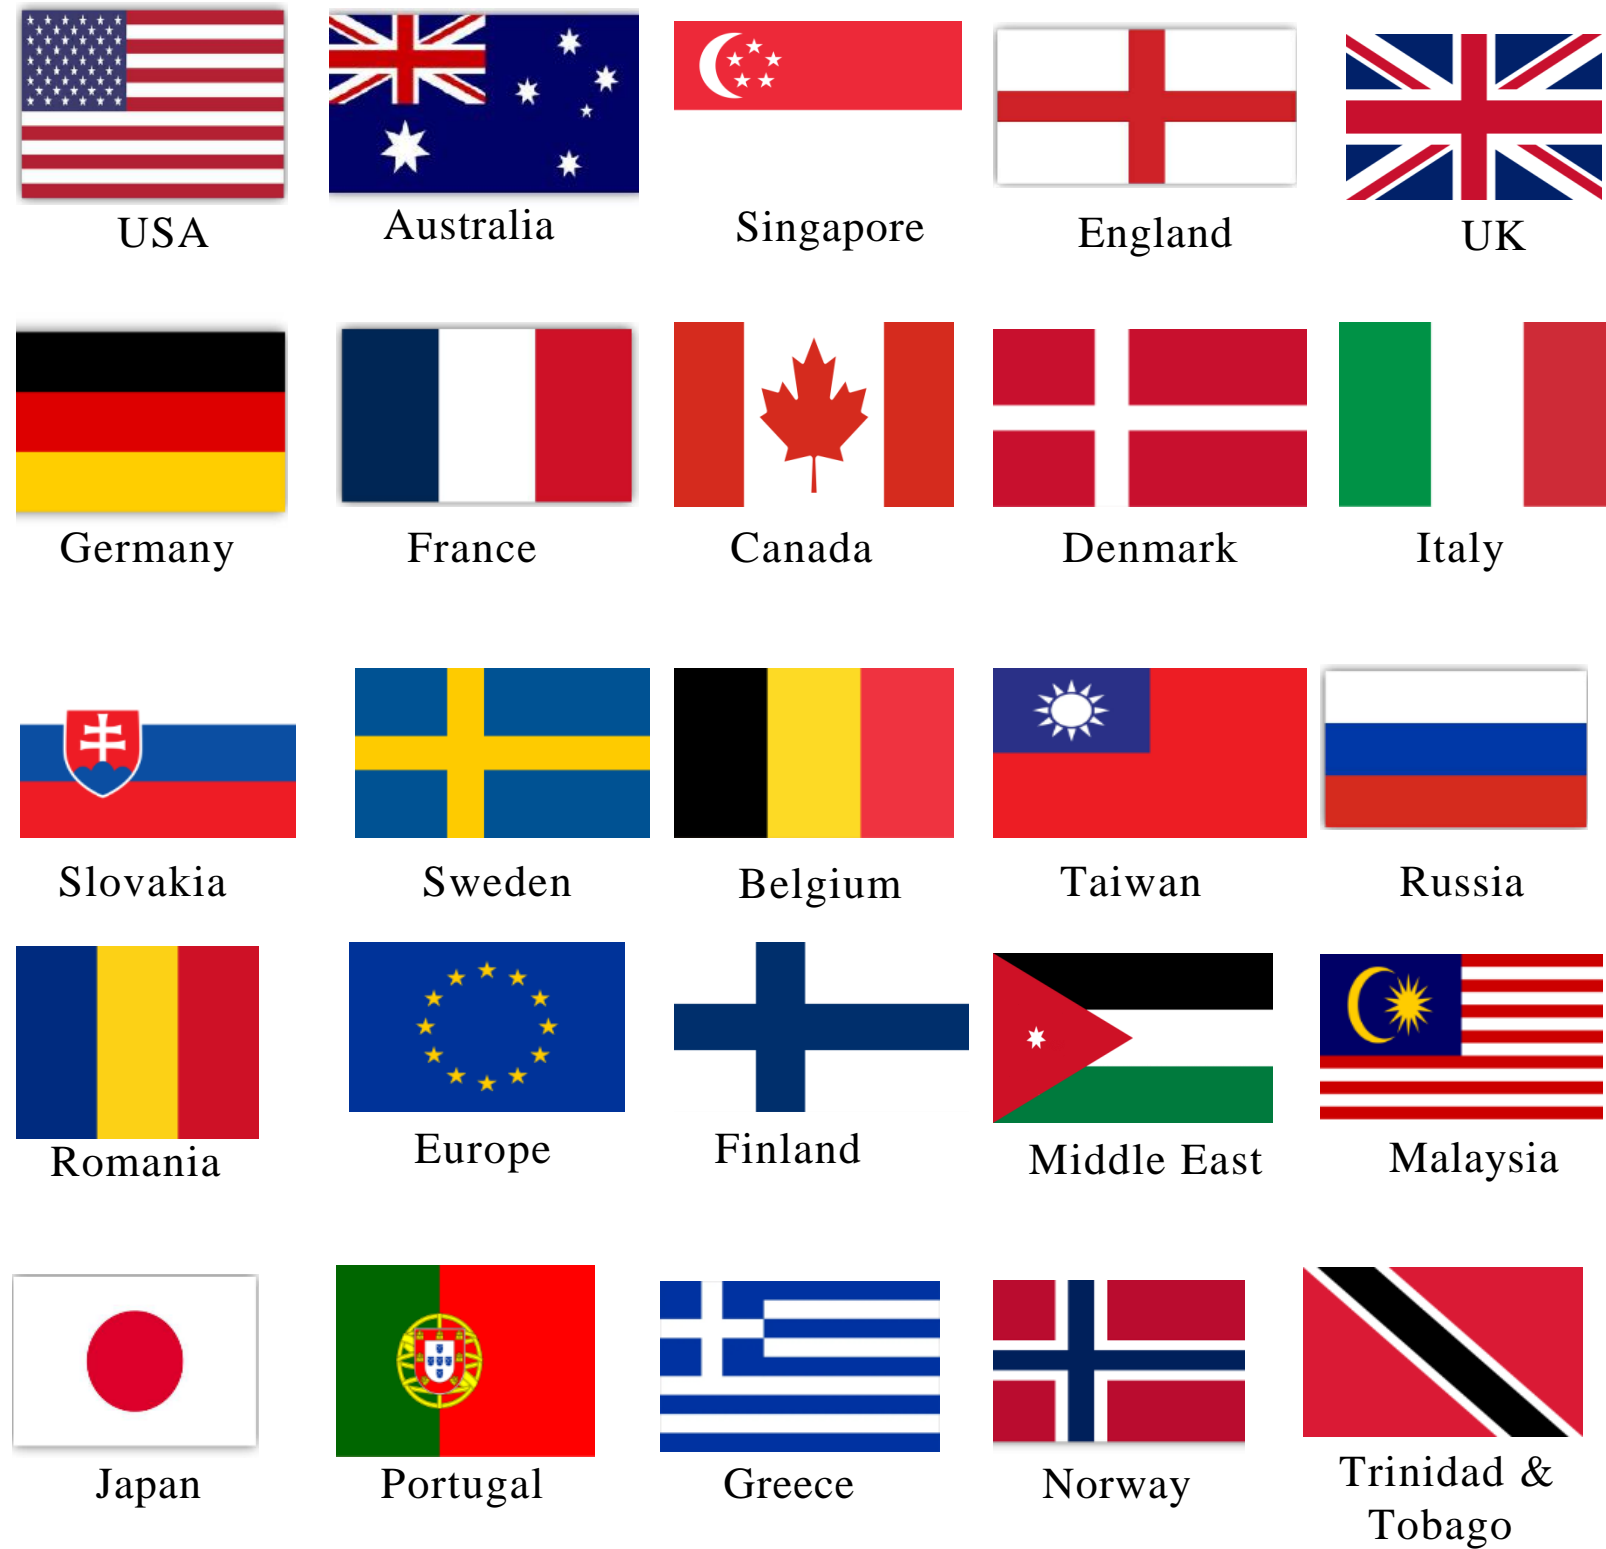 USA
Australia
Singapore
England
UK
Germany
France
Canada
Denmark
Italy
Slovakia
Sweden
Belgium
Taiwan
Russia
Romania
Europe
Finland
Middle East
Malaysia
Japan
Portugal
Greece
Norway
Trinidad &
Tobago